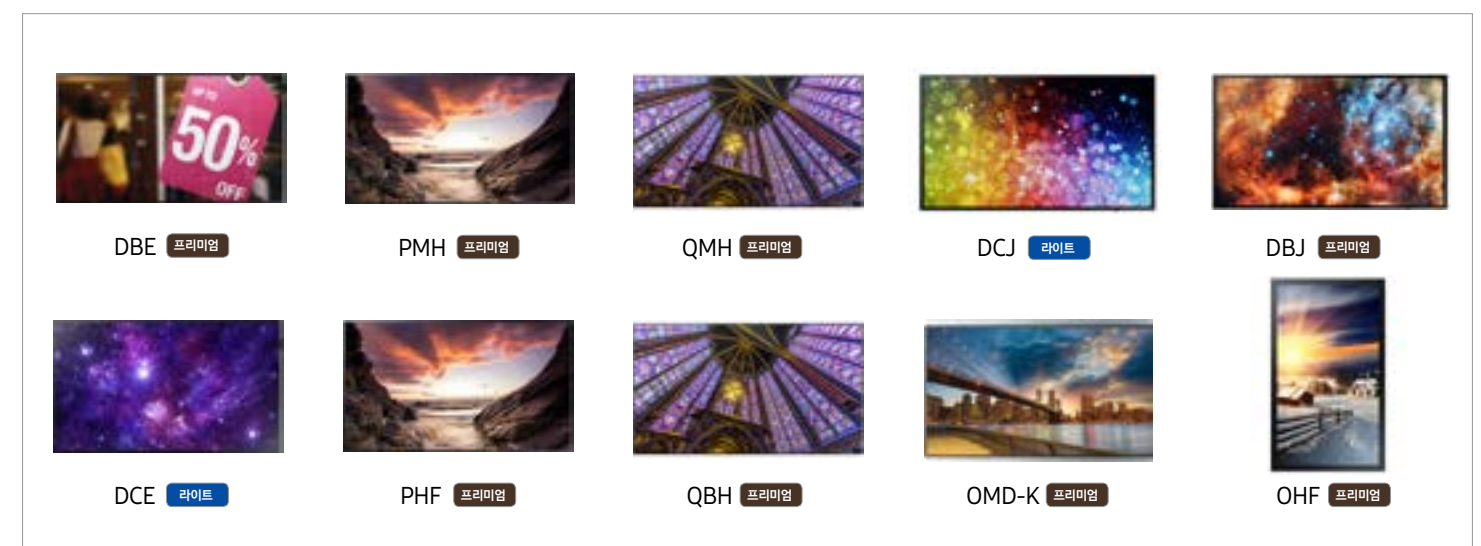 UP TO
50%
OFF
DBE 프리미엄
PMH 프리미엄
QMH 프리미엄
DCJ 라이트
DBJ 프리미엄
DCE 라이트
PHF 프리미엄
QBH 프리미엄
OMD-K 프리미엄
OHF 프리미엄